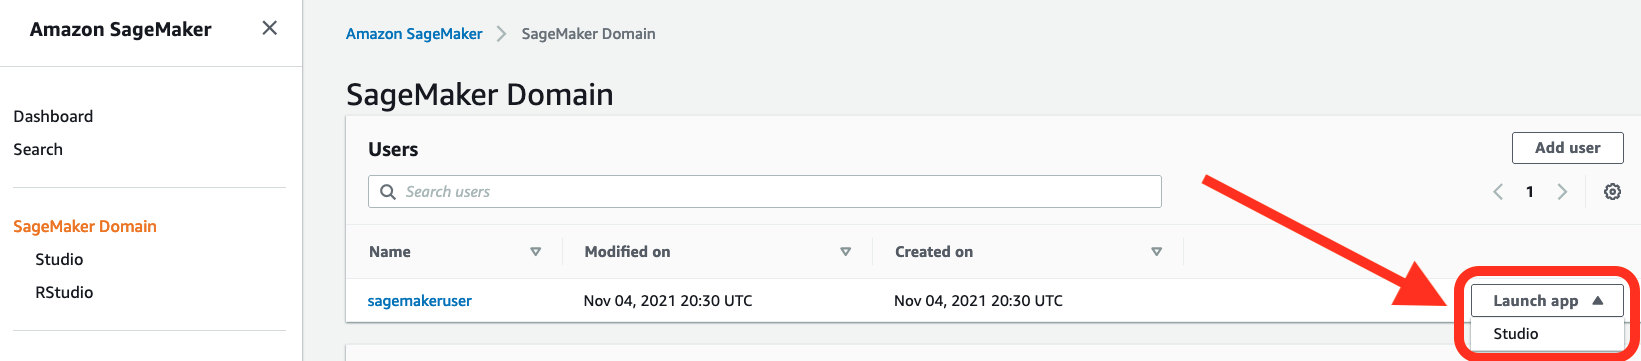 Amazon SageMaker
Amazon SageMaker SageMaker Domain
Dashboard
Search
SageMaker Domain
Studio
RStudio
SageMaker Domain
Users
Add user
Search users
1
Name Modified on Created on
sagemakeruser Nov 04, 2021 20:30 UTC Nov 04, 2021 20:30 UTC Launch app
Studio